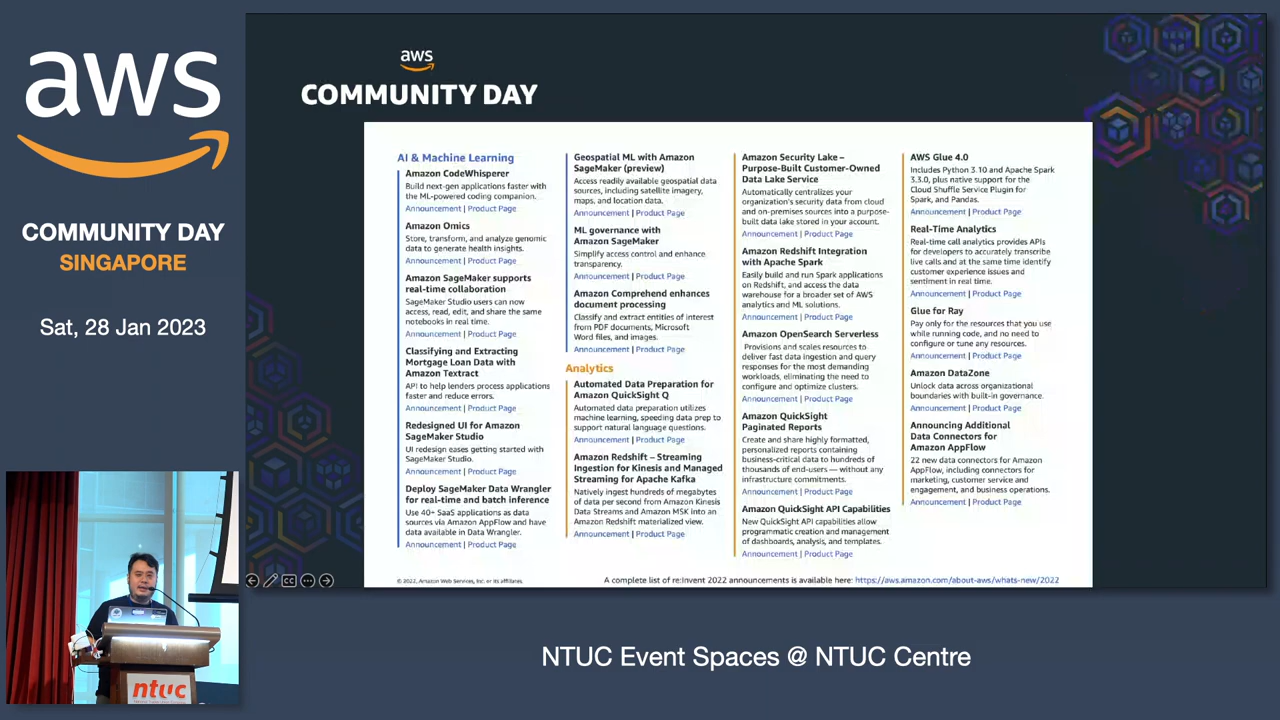 aws
COMMUNITY DAY
SINGAPORE
Sat, 28 Jan 2023
aws
COMMUNITY DAY
AI & Machine Learning
Amazon CodeWhisperer
Build next-gen applications faster with
the ML-powered coding companion.
Announcement | Product Page
Amazon Omics
Store, transform, and analyze genomic
data to generate health insights.
Announcement | Product Page
Amazon SageMaker supports
real-time collaboration
SageMaker Studio users can now
access, read, edit, and share the same
notebooks in real time.
Announcement | Product Page
Classifying and Extracting
Mortgage Loan Data with
Amazon Textract
API to help lenders process applications
faster and reduce errors.
Announcement | Product Page
Redesigned UI for Amazon
SageMaker Studio
UI redesign eases getting started with
SageMaker Studio.
Announcement | Product Page
Deploy SageMaker Data Wrangler
for real-time and batch inference
Use 40+ SaaS applications as data
sources via Amazon AppFlow and have
data available in Data Wrangler.
Announcement | Product Page
Geospatial ML with Amazon
SageMaker (preview)
Access readily available geospatial data
sources, including satellite imagery,
maps, and location data.
Announcement | Product Page
ML governance with
Amazon SageMaker
Simplify access control and enhance
transparency.
Announcement | Product Page
Amazon Comprehend enhances
document processing
Classify and extract entities of interest
from PDF documents, Microsoft
Word files, and images.
Announcement | Product Page
Analytics
Automated Data Preparation for
Amazon QuickSight Q
Automated data preparation utilizes
machine learning, speeding data prep to
support natural language questions.
Announcement | Product Page
Amazon Redshift – Streaming
Ingestion for Kinesis and Managed
Streaming for Apache Kafka
Natively ingest hundreds of megabytes
of data per second from Amazon Kinesis
Data Streams and Amazon MSK into an
Amazon Redshift materialized view.
Announcement | Product Page
Amazon Security Lake –
Purpose-Built Customer-Owned
Data Lake Service
Automatically centralizes your
organization's security data from cloud
and on-premises sources into a purpose-
built data lake stored in your account.
Announcement | Product Page
Amazon Redshift Integration
with Apache Spark
Easily build and run Spark applications
on Redshift, and access the data
warehouse for a broader set of AWS
analytics and ML solutions.
Announcement | Product Page
Amazon OpenSearch Serverless
Provisions and scales resources to
deliver fast data ingestion and query
responses for the most demanding
workloads, eliminating the need to
configure and optimize clusters.
Announcement | Product Page
Amazon QuickSight
Paginated Reports
Create and share highly formatted,
personalized reports containing
business-critical data to hundreds of
thousands of end-users — without any
infrastructure commitments.
Announcement | Product Page
Amazon QuickSight API Capabilities
New QuickSight API capabilities allow
programmatic creation and management
of dashboards, analysis, and templates.
Announcement | Product Page
AWS Glue 4.0
Includes Python 3.10 and Apache Spark
3.3.0, plus native support for the
Cloud Shuffle Service Plugin for
Spark, and Pandas.
Announcement | Product Page
Real-Time Analytics
Real-time call analytics provides APIs
for developers to accurately transcribe
live calls and at the same time identify
customer experience issues and
sentiment in real time.
Announcement | Product Page
Glue for Ray
Pay only for the resources that you use
while running code, and no need to
configure or tune any resources.
Announcement | Product Page
Amazon DataZone
Unlock data across organizational
boundaries with built-in governance.
Announcement | Product Page
Announcing Additional
Data Connectors for
Amazon AppFlow
22 new data connectors for Amazon
AppFlow, including connectors for
marketing, customer service and
engagement, and business operations.
Announcement | Product Page
CC
© 2022, Amazon Web Services, Inc. or its affiliates.
A complete list of re:Invent 2022 announcements is available here: https://aws.amazon.com/about-aws/whats-new/2022
ntuc
NTUC Event Spaces @ NTUC Centre